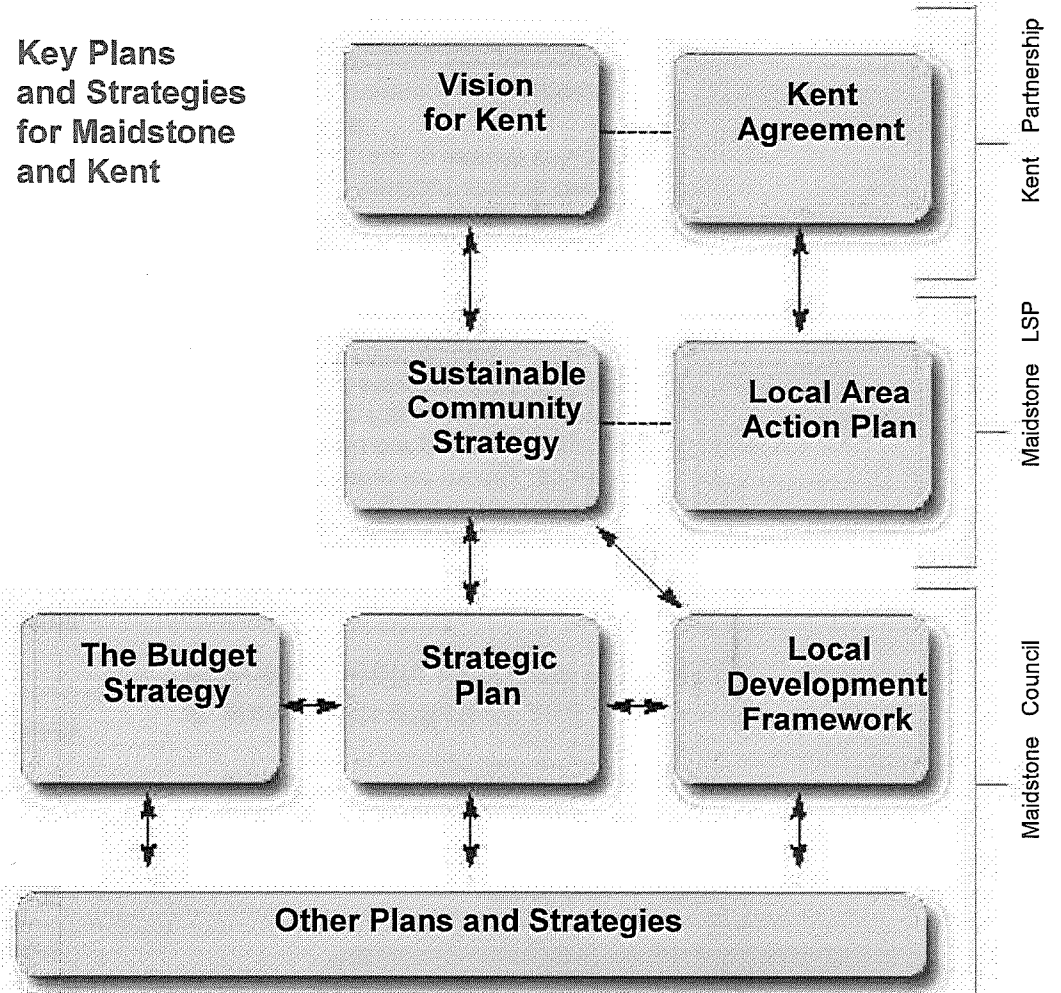 Key Plans
and Strategies
for Maidstone
and Kent
Vision
for Kent
Kent
Agreement
Kent Partnership
Sustainable
Community
Strategy
Local Area
Action Plan
Maidstone LSP
The Budget
Strategy
Strategic
Plan
Local
Development
Framework
Maidstone Council
Other Plans and Strategies